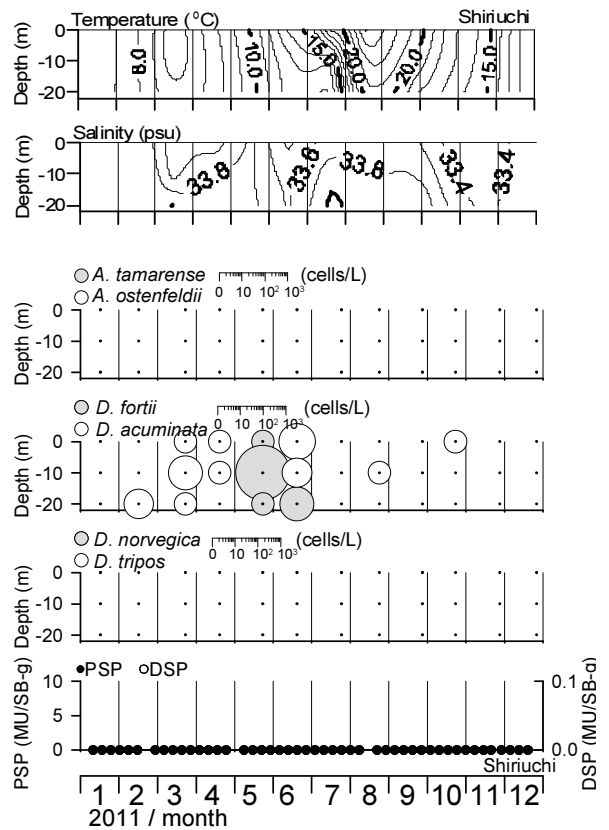 Temperature (°C) Shiriuchi
Depth (m) 0 -10 -20
8.0 10.0 15.0 20.0 20.0 15.0
Salinity (psu)
Depth (m) 0 -10 -20
33.8 33.8 33.8 33.4 33.4
A. tamarense
A. ostenfeldii
0 10 10² 10³ (cells/L)
Depth (m) 0 -10 -20
D. fortii
D. acuminata
0 10 10² 10³ (cells/L)
Depth (m) 0 -10 -20
D. norvegica
D. tripos
0 10 10² 10³ (cells/L)
Depth (m) 0 -10 -20
PSP DSP
PSP (MU/SB-g) 10 5 0
DSP (MU/SB-g) 0.1 0.0
Shiriuchi
1 2 3 4 5 6 7 8 9 10 11 12
2011 / month